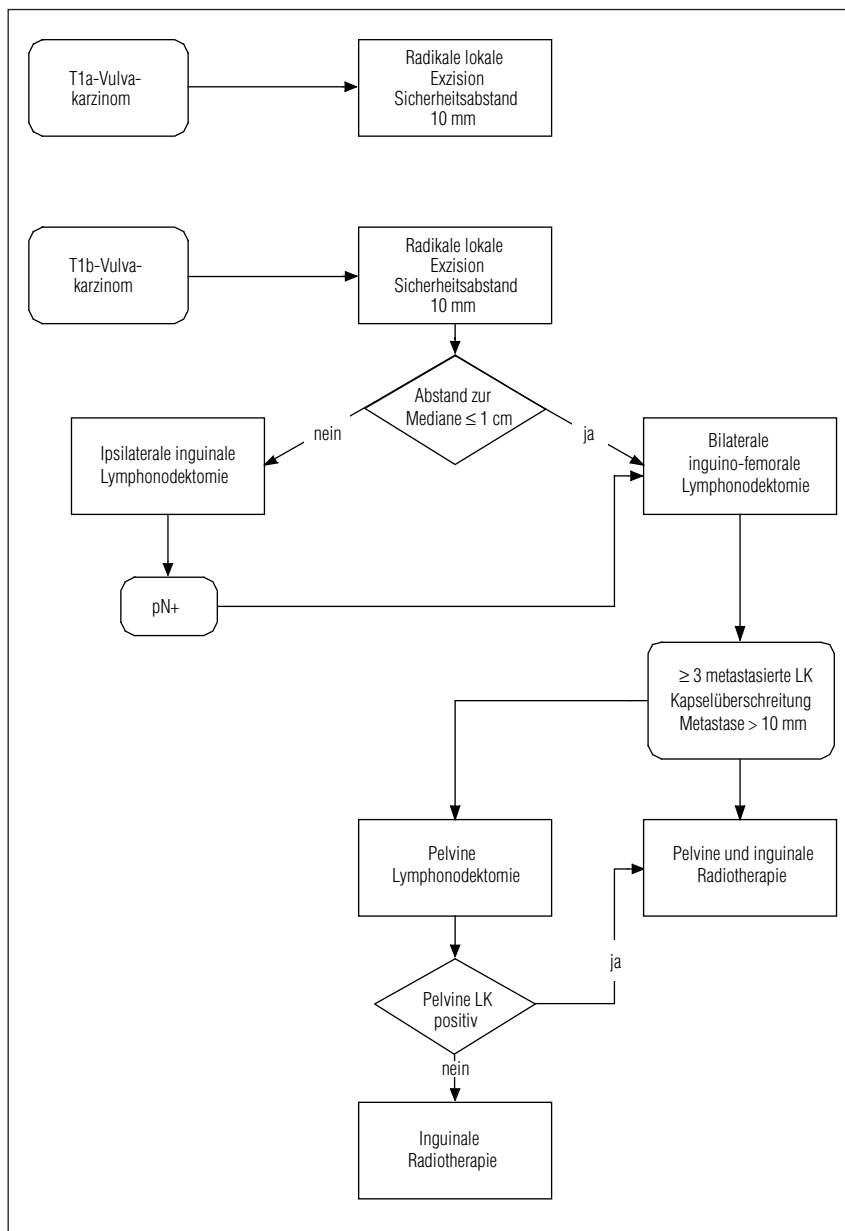 T1a-Vulva-
karzinom
Radikale lokale
Exzision
Sicherheitsabstand
10 mm
T1b-Vulva-
karzinom
Radikale lokale
Exzision
Sicherheitsabstand
10 mm
Abstand zur
Mediane ≤ 1 cm
nein
ja
Ipsilaterale inguinale
Lymphonodektomie
Bilaterale
inguino-femorale
Lymphonodektomie
pN+
≥ 3 metastasierte LK
Kapselüberschreitung
Metastase > 10 mm
Pelvine
Lymphonodektomie
Pelvine und inguinale
Radiotherapie
ja
Pelvine LK
positiv
nein
Inguinale
Radiotherapie